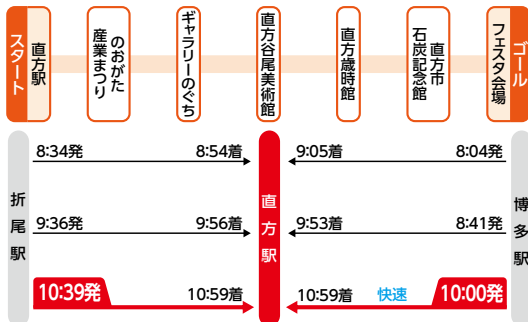 スタート
直方駅
のおがた
産業まつり
ギャラリーのぐち
直方谷尾美術館
直方歳時館
直方市
石炭記念館
フェスタ会場
ゴール
折尾駅
8:34発
8:54着
直方駅
9:05着
8:04発
博多駅
9:36発
9:56着
9:53着
8:41発
10:39発
10:59着
10:59着
快速
10:00発